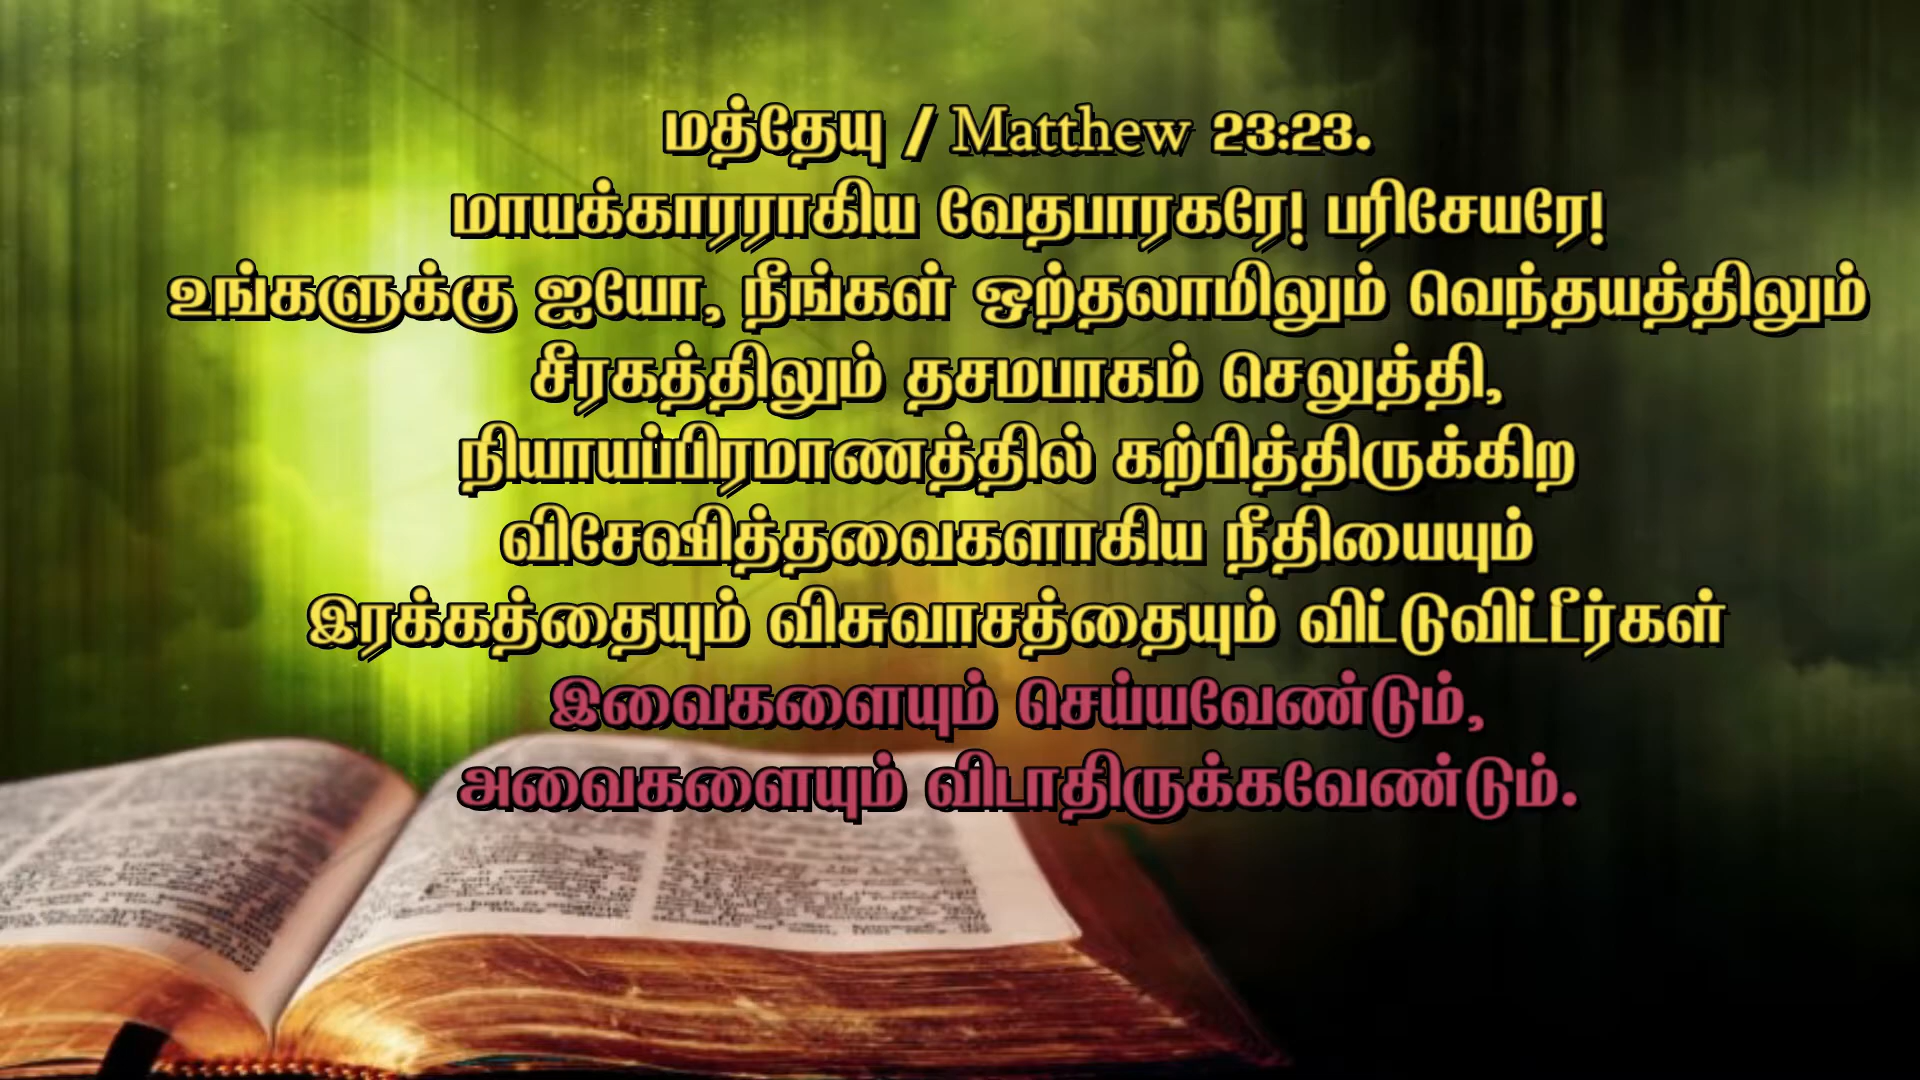 மத்தேயு / Matthew 23:23.
மாயக்காரராகிய வேதபாரகரே! பரிசேயரே!
உங்களுக்கு ஐயோ, நீங்கள் ஒற்தலாமிலும் வெந்தயத்திலும்
சீரகத்திலும் தசமபாகம் செலுத்தி,
நியாயப்பிரமாணத்தில் கற்பித்திருக்கிற
விசேஷித்தவைகளாகிய நீதியையும்
இரக்கத்தையும் விசுவாசத்தையும் விட்டுவிட்டீர்கள்
இவைகளையும் செய்யவேண்டும்,
அவைகளையும் விடாதிருக்கவேண்டும்.